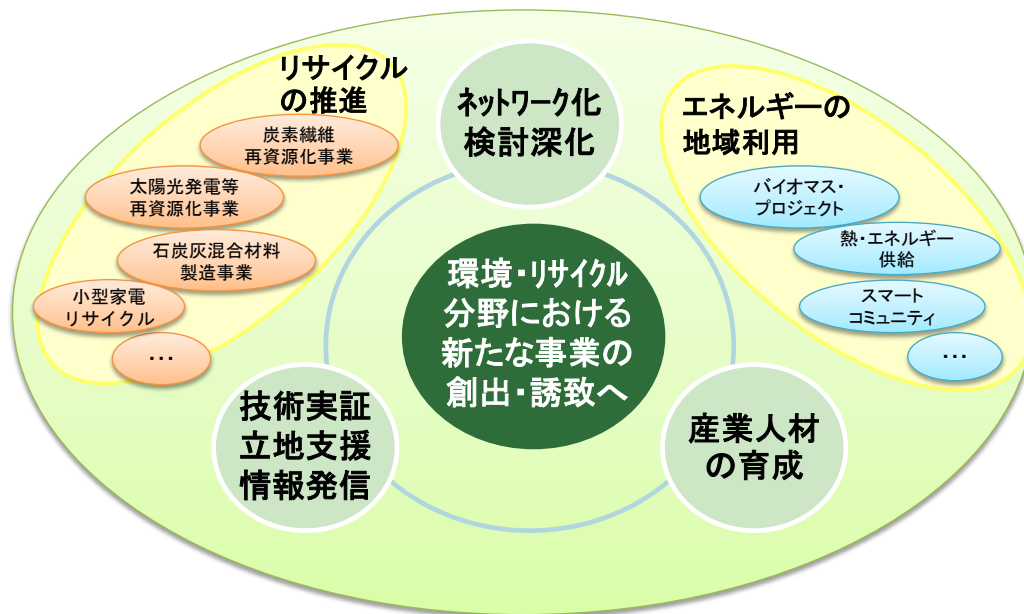 リサイクル
の推進
炭素繊維
再資源化事業
太陽光発電等
再資源化事業
石炭灰混合材料
製造事業
小型家電
リサイクル
…
ネットワーク化
検討深化
エネルギーの
地域利用
バイオマス・
プロジェクト
熱・エネルギー
供給
スマート
コミュニティ
…
環境・リサイクル
分野における
新たな事業の
創出・誘致へ
技術実証
立地支援
情報発信
産業人材
の育成